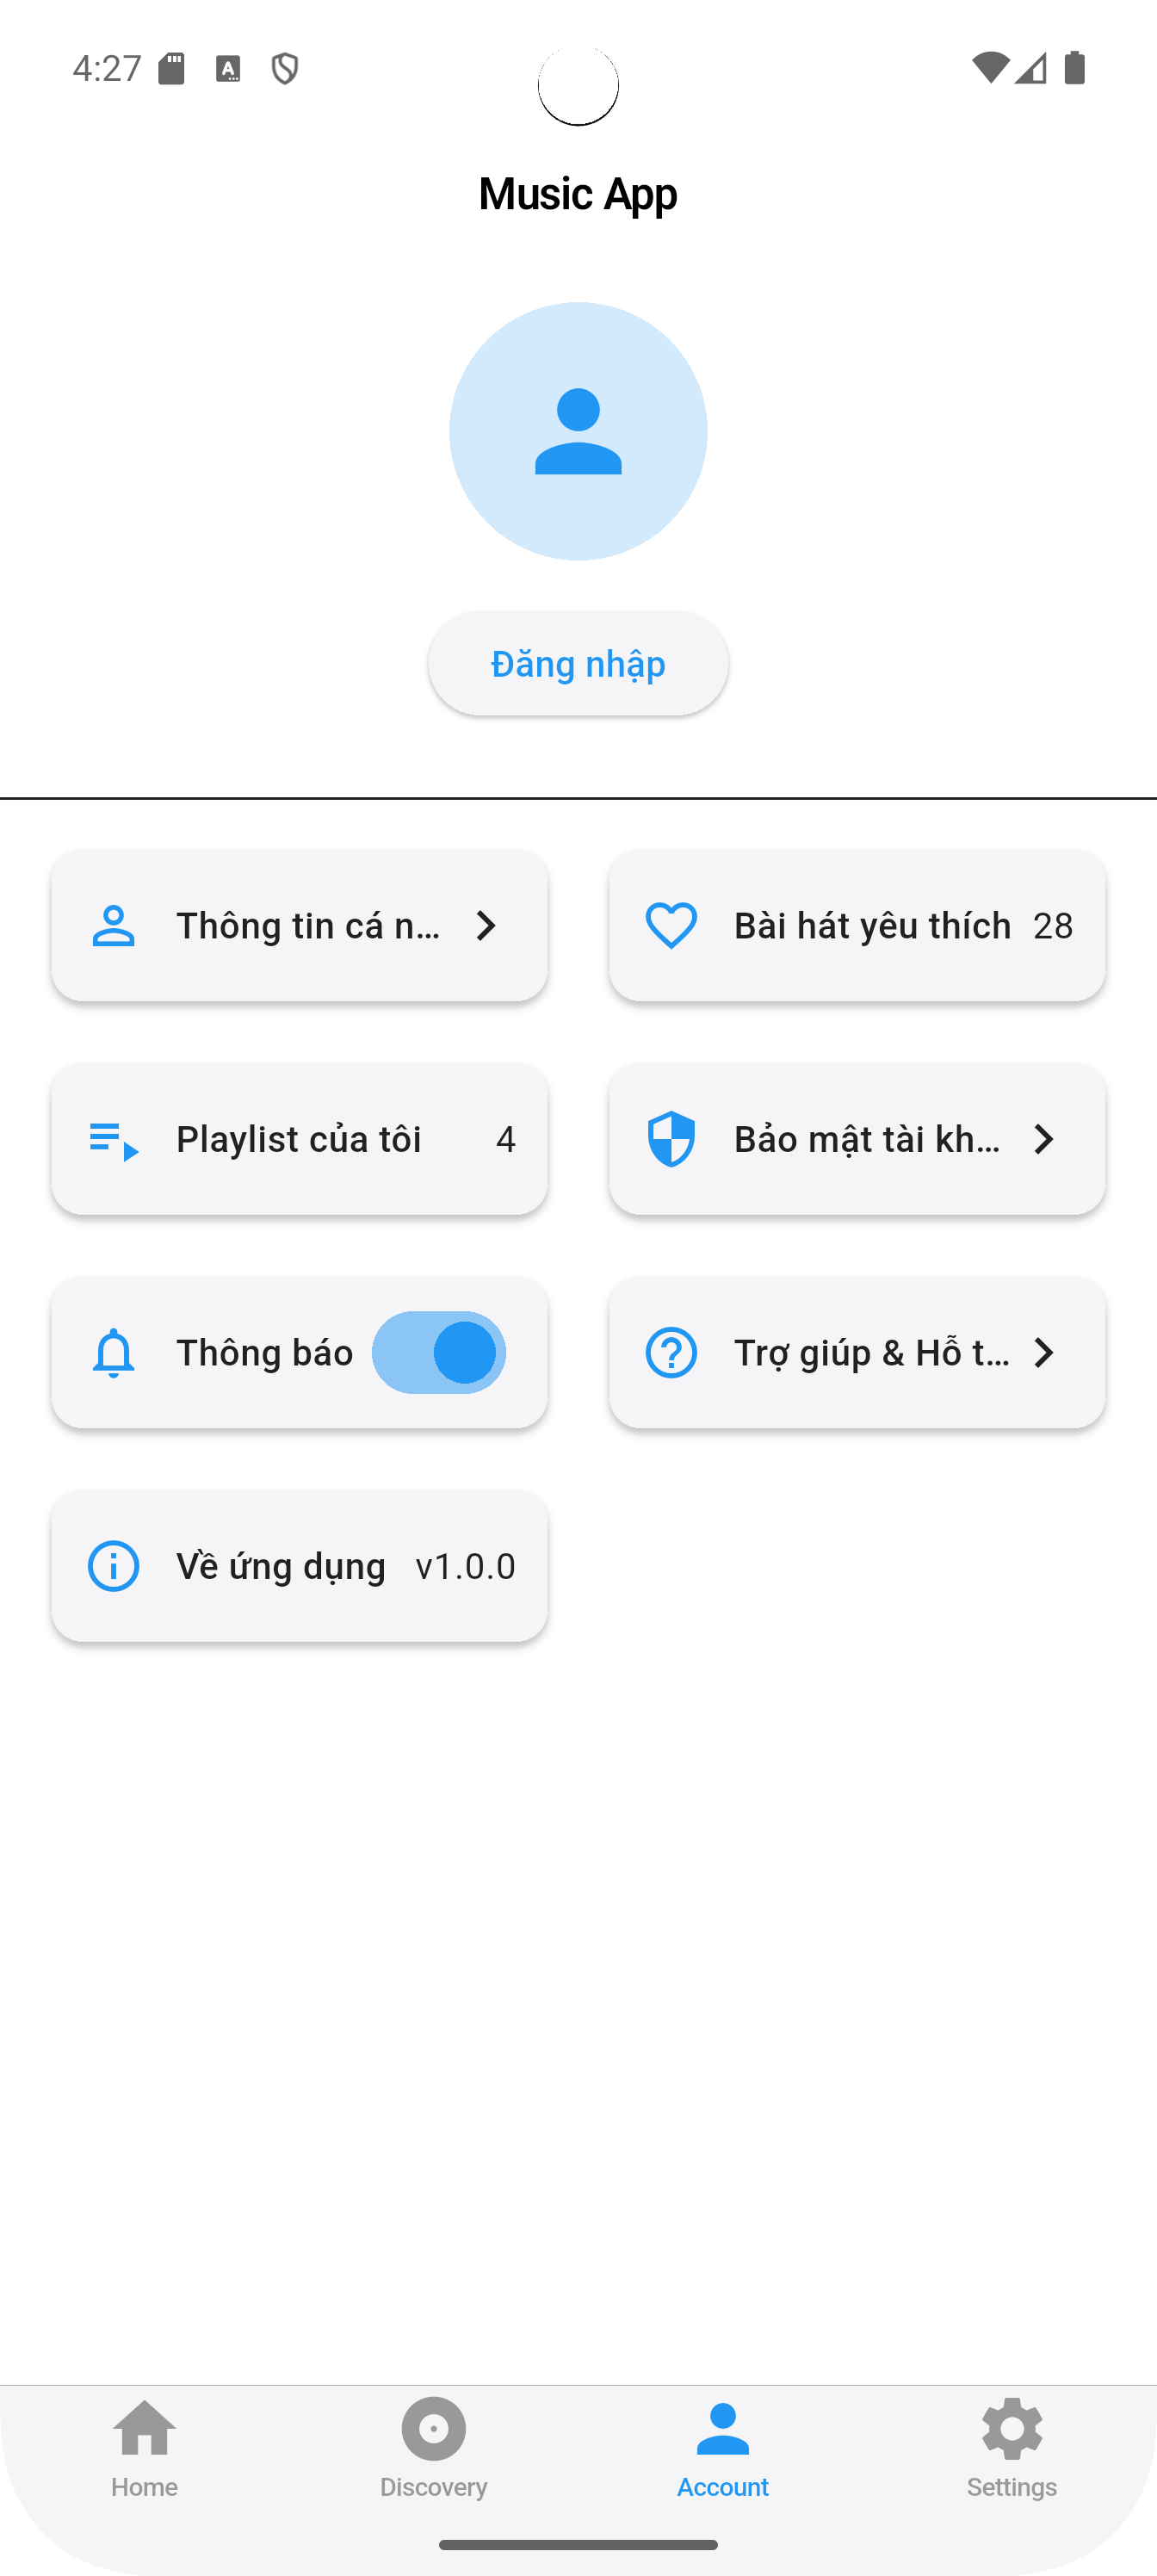 4:27
Music App
Đăng nhập
Thông tin cá n...
Bài hát yêu thích 28
Playlist của tôi 4
Bảo mật tài kh...
Thông báo
Trợ giúp & Hỗ t...
Về ứng dụng v1.0.0
Home Discovery Account Settings